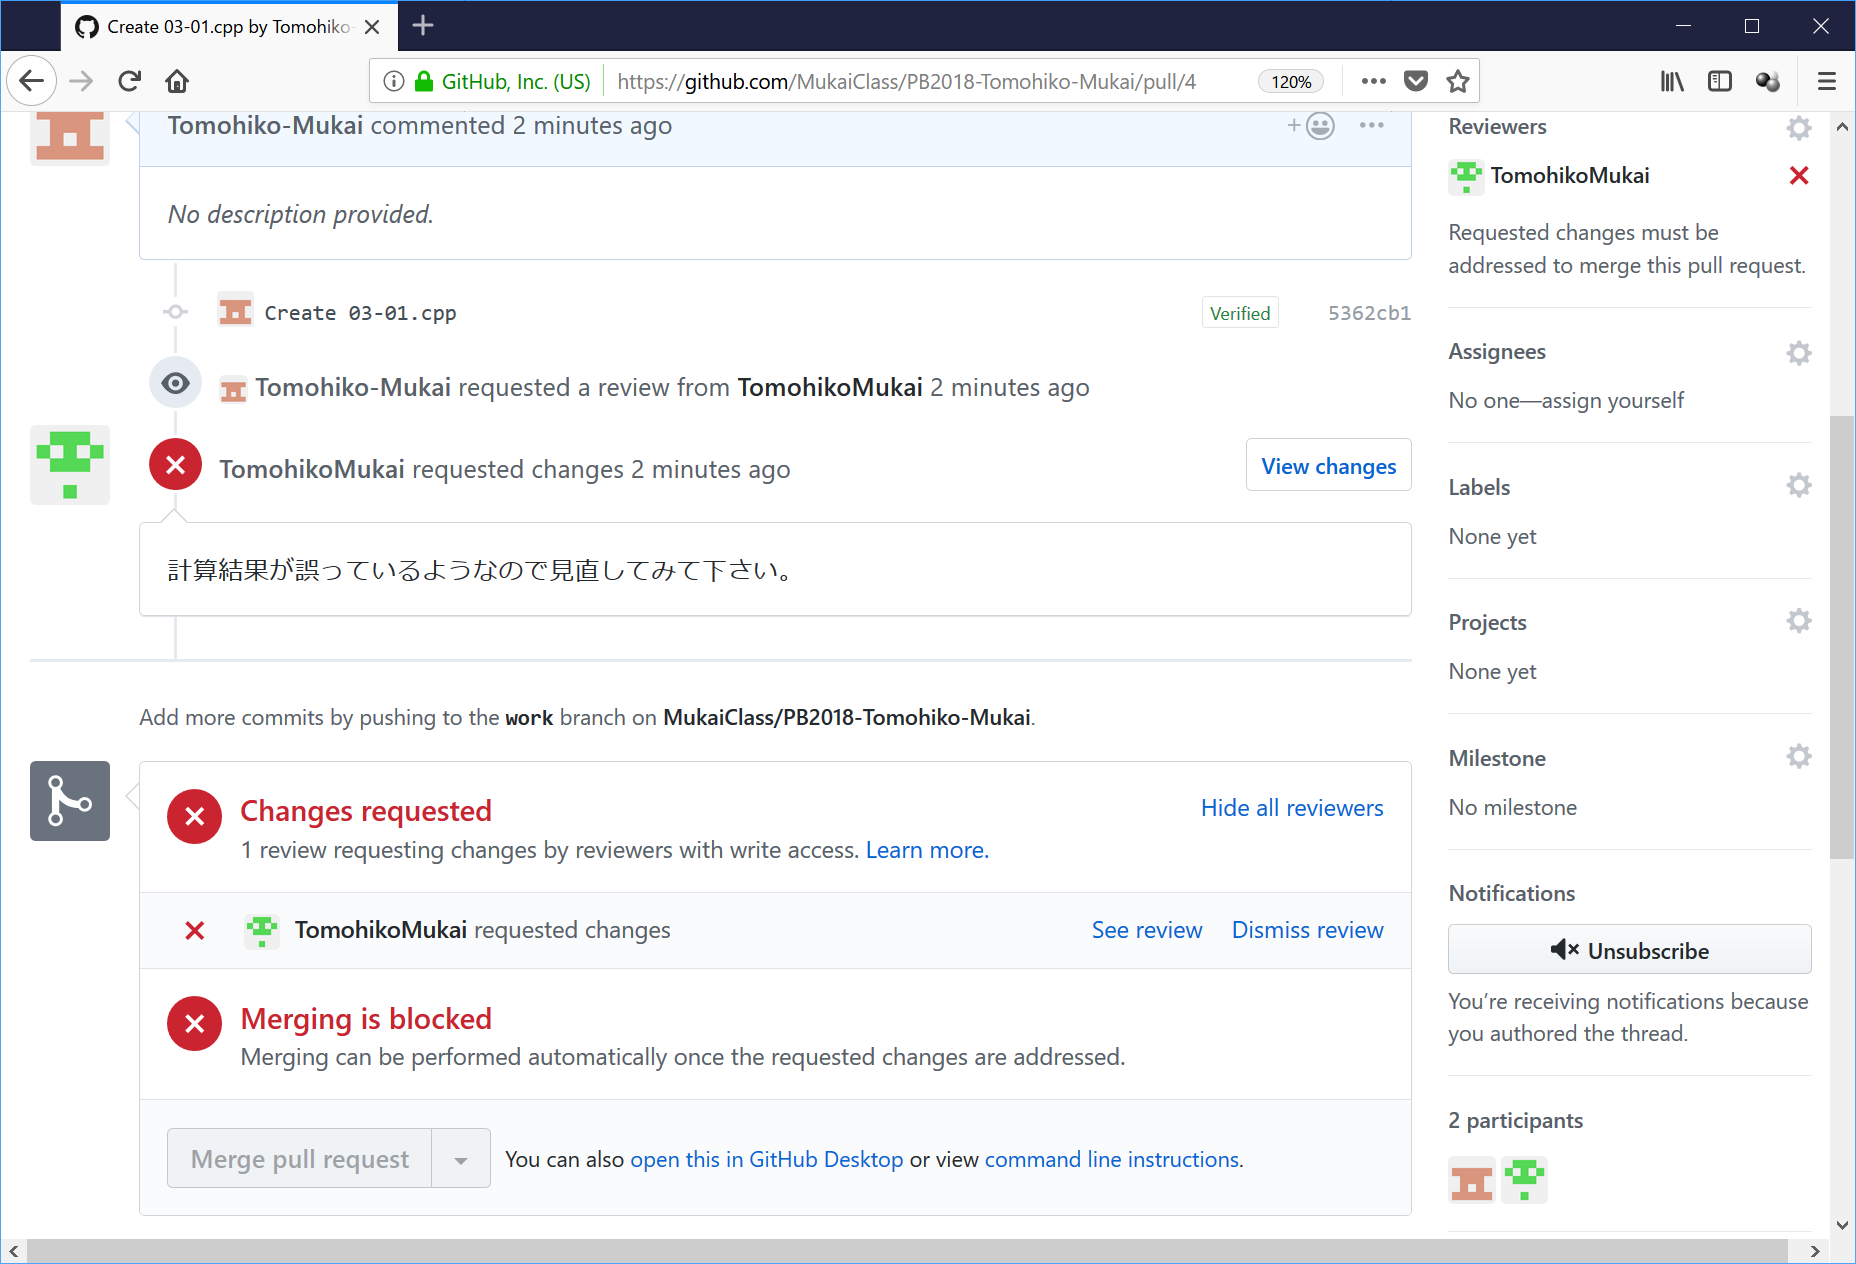 Create 03-01.cpp by Tomohiko-
GitHub, Inc. (US)
https://github.com/MukaiClass/PB2018-Tomohiko-Mukai/pull/4
120%
Tomohiko-Mukai commented 2 minutes ago
No description provided.
Create 03-01.cpp
Verified
5362cb1
Tomohiko-Mukai requested a review from TomohikoMukai 2 minutes ago
TomohikoMukai requested changes 2 minutes ago
View changes
計算結果が誤っているようなので見直してみて下さい。
Add more commits by pushing to the work branch on MukaiClass/PB2018-Tomohiko-Mukai.
Changes requested
Hide all reviewers
1 review requesting changes by reviewers with write access. Learn more.
TomohikoMukai requested changes
See review
Dismiss review
Merging is blocked
Merging can be performed automatically once the requested changes are addressed.
Merge pull request
You can also open this in GitHub Desktop or view command line instructions.
Reviewers
TomohikoMukai
Requested changes must be
addressed to merge this pull request.
Assignees
No one—assign yourself
Labels
None yet
Projects
None yet
Milestone
No milestone
Notifications
Unsubscribe
You’re receiving notifications because
you authored the thread.
2 participants